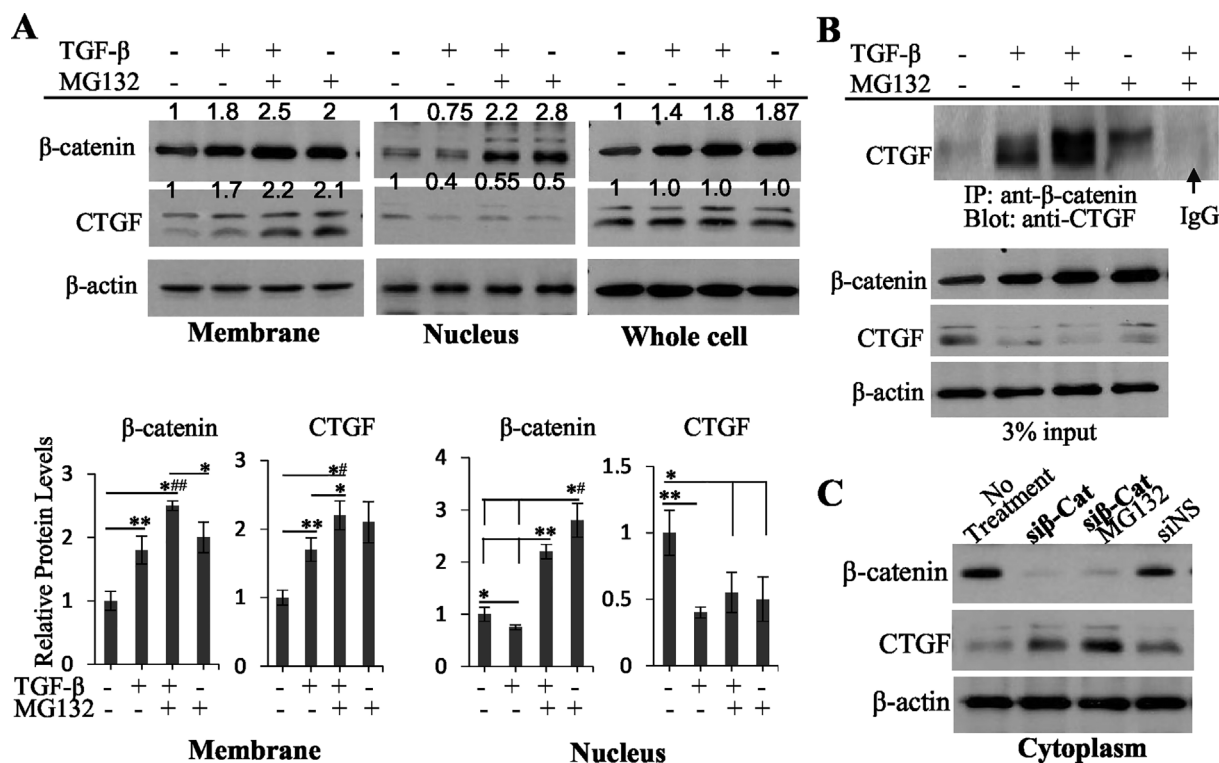 A
TGF-β - + + - - + + - - + + -
MG132 - - + + - - + + - - + +
1 1.8 2.5 2 1 0.75 2.2 2.8 1 1.4 1.8 1.87
β-catenin
1 1.7 2.2 2.1 1 0.4 0.55 0.5 1 1.0 1.0 1.0
CTGF
β-actin
Membrane Nucleus Whole cell
β-catenin CTGF β-catenin CTGF
Relative Protein Levels
3 3 4 1.5
2 2 3 1
1 1 2 0.5
0 0 1 0
0
** *## * ** * *# * ** *# ** *
TGF-β - + + - - + + - - + + - - + + -
MG132 - - + + - - + + - - + + - - + +
Membrane Nucleus
B
TGF-β - + + - +
MG132 - - + + +
CTGF
IP: ant-β-catenin
Blot: anti-CTGF
IgG
β-catenin
CTGF
β-actin
3% input
C
No Treatment
siβ-Cat
siβ-Cat MG132
siNS
β-catenin
CTGF
β-actin
Cytoplasm